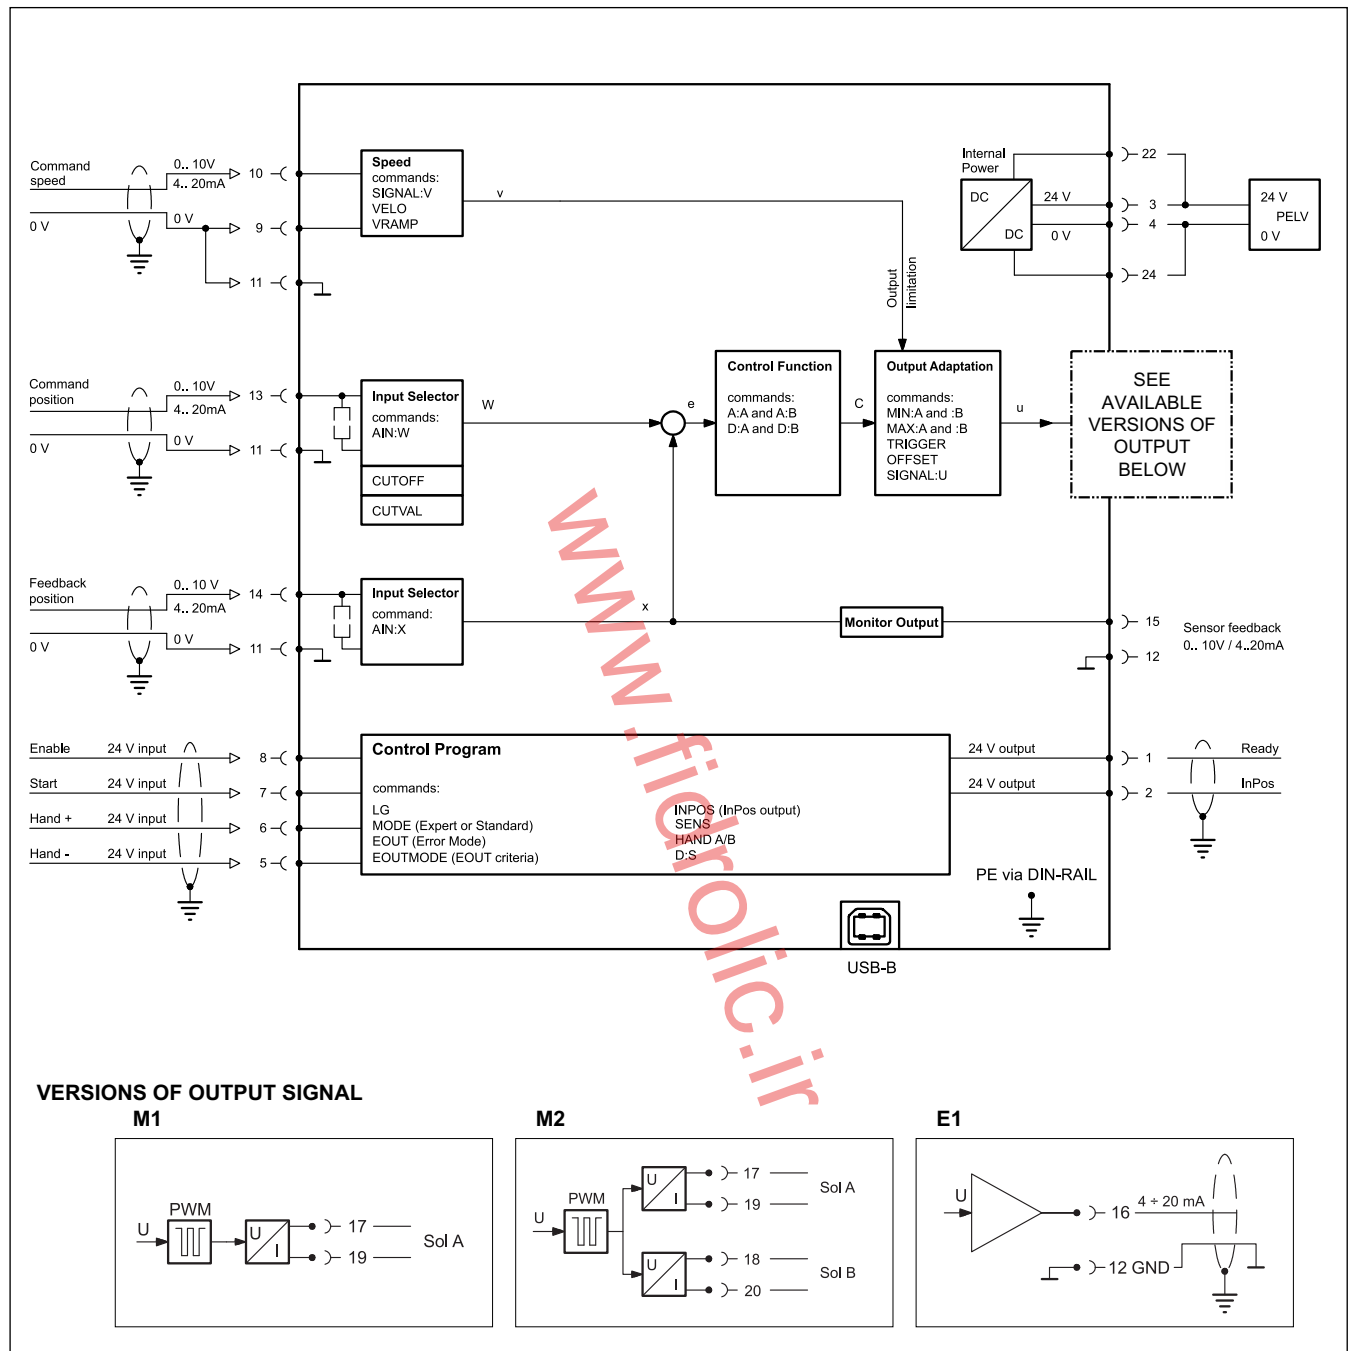 Command
speed
0.. 10V
4.. 20mA
10
0 V
0 V
9
11
Speed
commands:
SIGNAL:V
VELO
VRAMP
v
Output
limitation
Internal
Power
DC
DC
24 V
0 V
22
3
4
24
24 V
PELV
0 V
Command
position
0.. 10V
4.. 20mA
13
0 V
0 V
11
Input Selector
commands:
AIN:W
CUTOFF
CUTVAL
W
e
Control Function
commands:
A:A and A:B
D:A and D:B
C
Output Adaptation
commands:
MIN:A and :B
MAX:A and :B
TRIGGER
OFFSET
SIGNAL:U
u
SEE
AVAILABLE
VERSIONS OF
OUTPUT
BELOW
Feedback
position
0.. 10 V
4.. 20mA
14
0 V
0 V
11
Input Selector
command:
AIN:X
x
Monitor Output
15
12
Sensor feedback
0.. 10V / 4..20mA
Enable 24 V input 8
Start 24 V input 7
Hand + 24 V input 6
Hand - 24 V input 5
Control Program
commands:
LG
MODE (Expert or Standard)
EOUT (Error Mode)
EOUTMODE (EOUT criteria)
INPOS (InPos output)
SENS
HAND A/B
D:S
24 V output 1 Ready
24 V output 2 InPos
PE via DIN-RAIL
USB-B
www.fidrolic.ir
VERSIONS OF OUTPUT SIGNAL
M1
U
PWM
U
I
17
19
Sol A
M2
U
PWM
U
I
17
19
Sol A
U
I
18
20
Sol B
E1
U
16
4 ÷ 20 mA
12 GND